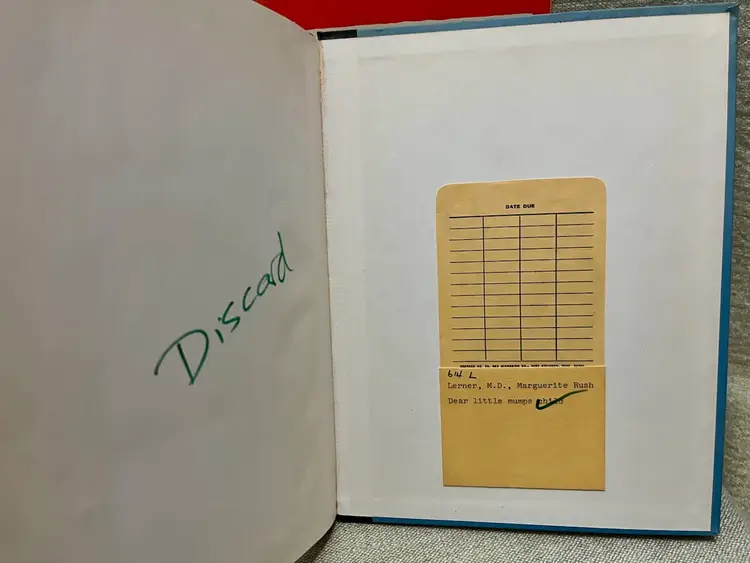 Discard
DATE DUE
614 L
Lerner, M.D., Marguerite Rush
Dear little mumps child